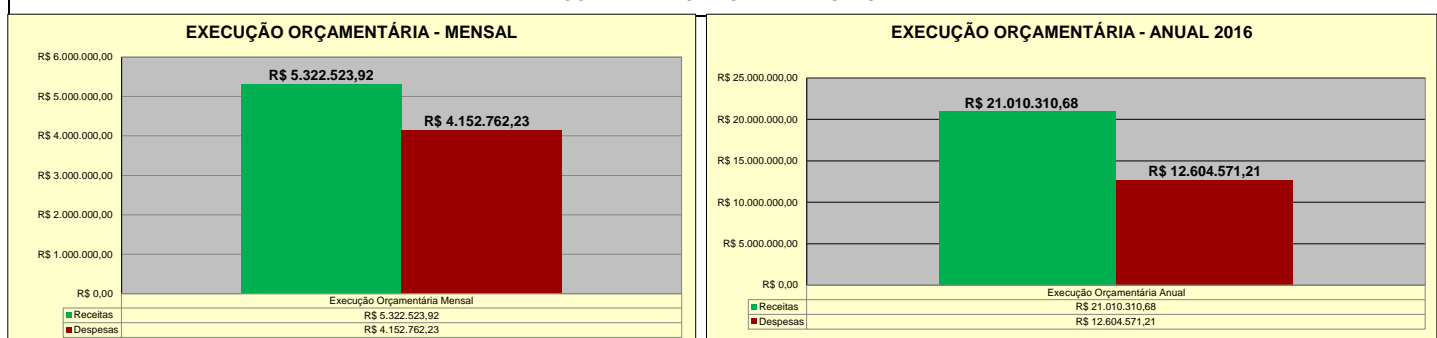 EXECUÇÃO ORÇAMENTÁRIA - MENSAL
R$ 6.000.000,00
R$ 5.000.000,00
R$ 4.000.000,00
R$ 3.000.000,00
R$ 2.000.000,00
R$ 1.000.000,00
R$ 0,00
R$ 5.322.523,92
R$ 4.152.762,23
Execução Orçamentária Mensal
Receitas R$ 5.322.523,92
Despesas R$ 4.152.762,23
EXECUÇÃO ORÇAMENTÁRIA - ANUAL 2016
R$ 25.000.000,00
R$ 20.000.000,00
R$ 15.000.000,00
R$ 10.000.000,00
R$ 5.000.000,00
R$ 0,00
R$ 21.010.310,68
R$ 12.604.571,21
Execução Orçamentária Anual
Receitas R$ 21.010.310,68
Despesas R$ 12.604.571,21